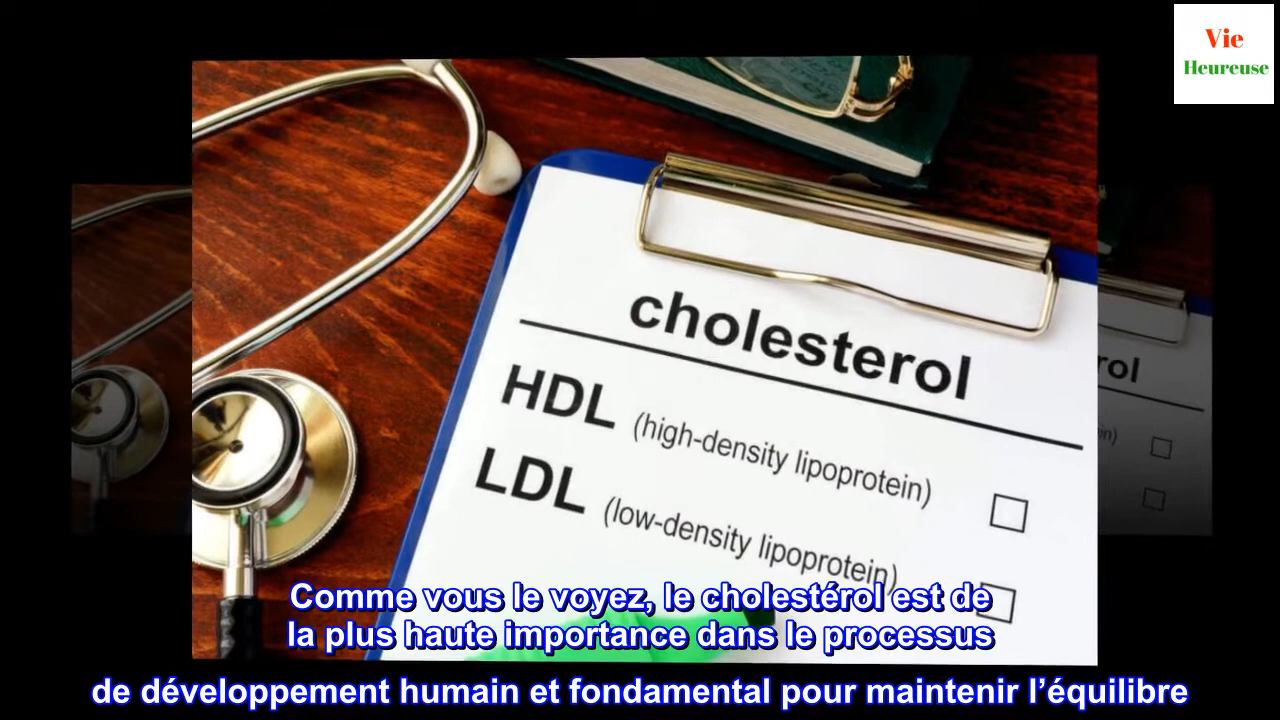 Vie
Heureuse
cholesterol
HDL (high-density lipoprotein)
LDL (low-density lipoprotein)
rol
Comme vous le voyez, le cholestérol est de
la plus haute importance dans le processus
de développement humain et fondamental pour maintenir l’équilibre